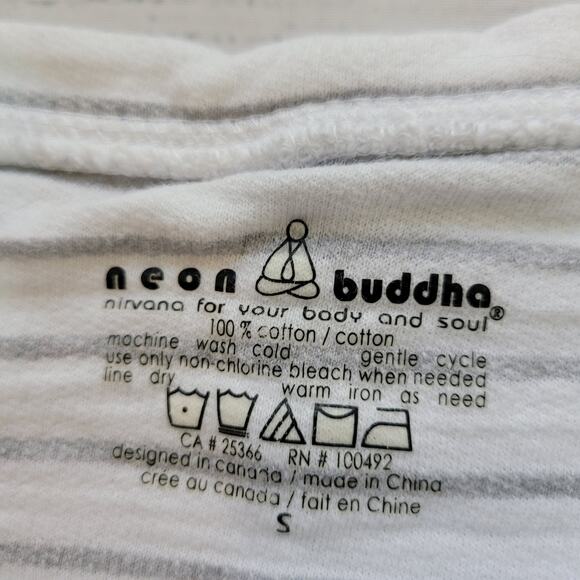 neon buddha®
nirvana for your body and soul
100 % cotton / cotton
machine wash cold gentle cycle
use only non-chlorine bleach when needed
line dry warm iron as need
CA # 25366 RN # 100492
designed in canada / made in China
crée au canada / fait en Chine
S